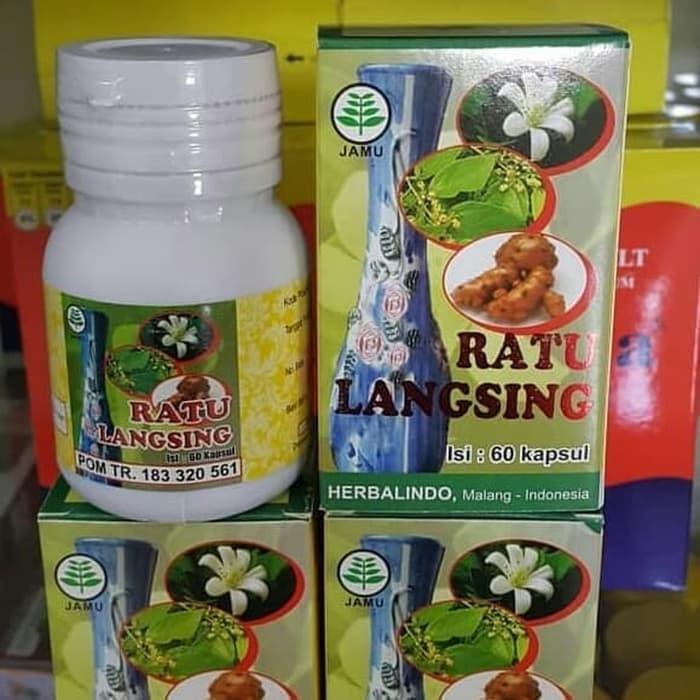 JAMU
RATU
LANGSING
Isi : 60 Kapsul
POM TR. 183 320 561
JAMU
RATU
LANGSING
Isi : 60 kapsul
HERBALINDO, Malang - Indonesia
JAMU
JAMU